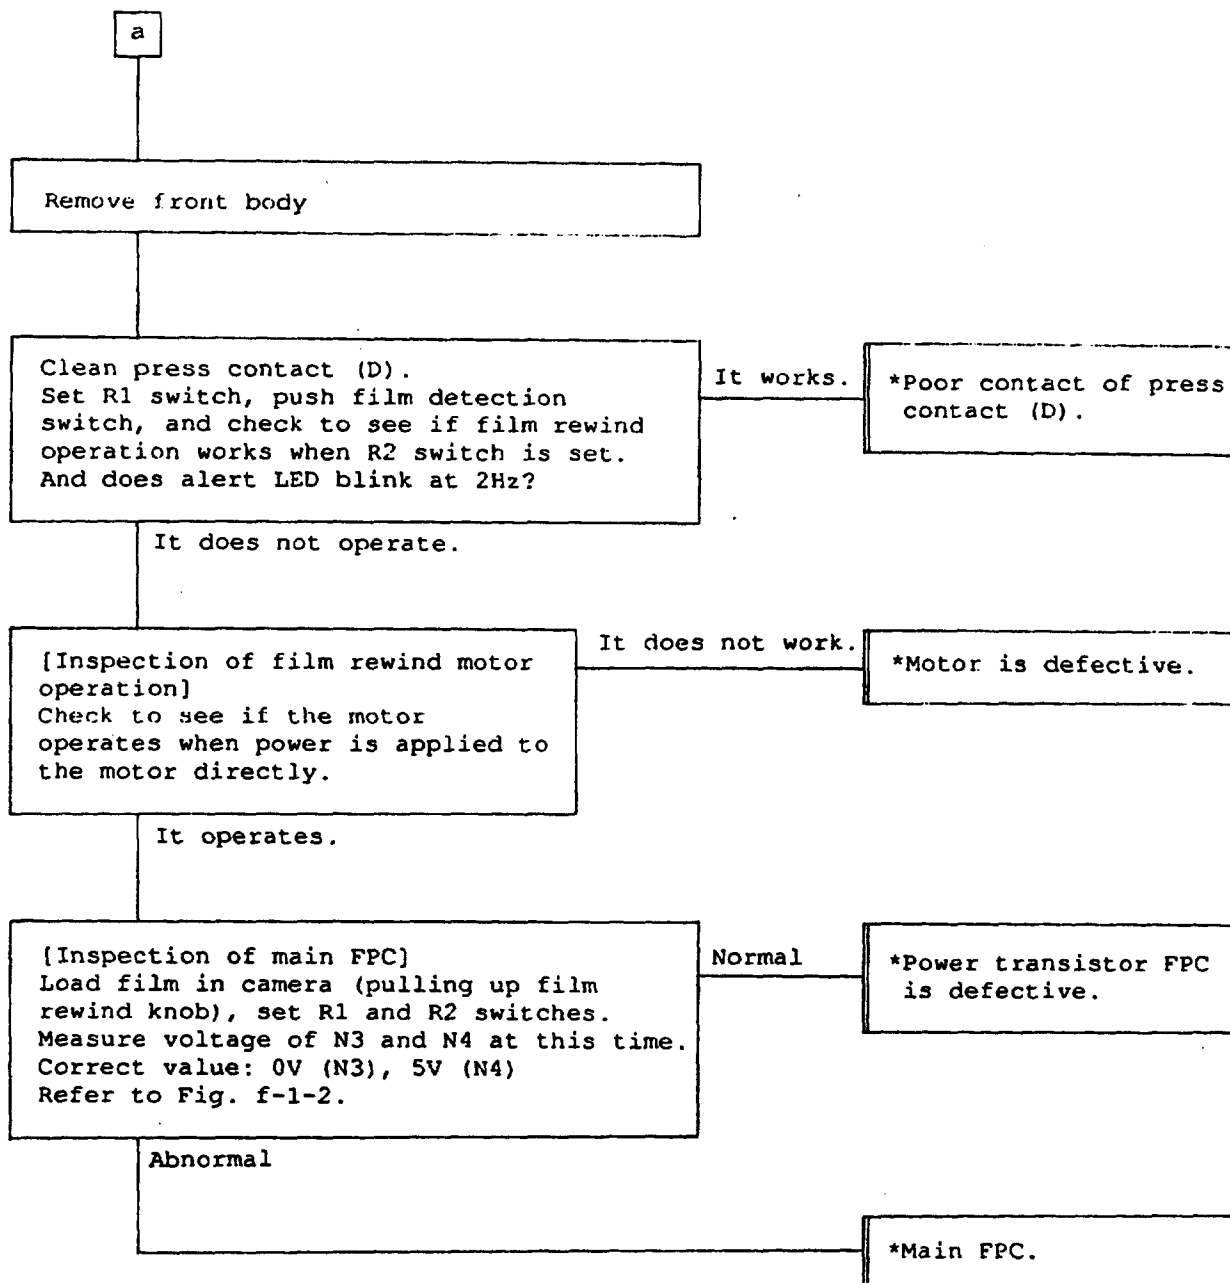 a
Remove front body
Clean press contact (D).
Set R1 switch, push film detection
switch, and check to see if film rewind
operation works when R2 switch is set.
And does alert LED blink at 2Hz?
It works.
*Poor contact of press
contact (D).
It does not operate.
[Inspection of film rewind motor
operation]
Check to see if the motor
operates when power is applied to
the motor directly.
It does not work.
*Motor is defective.
It operates.
[Inspection of main FPC]
Load film in camera (pulling up film
rewind knob), set R1 and R2 switches.
Measure voltage of N3 and N4 at this time.
Correct value: 0V (N3), 5V (N4)
Refer to Fig. f-1-2.
Normal
*Power transistor FPC
is defective.
Abnormal
*Main FPC.